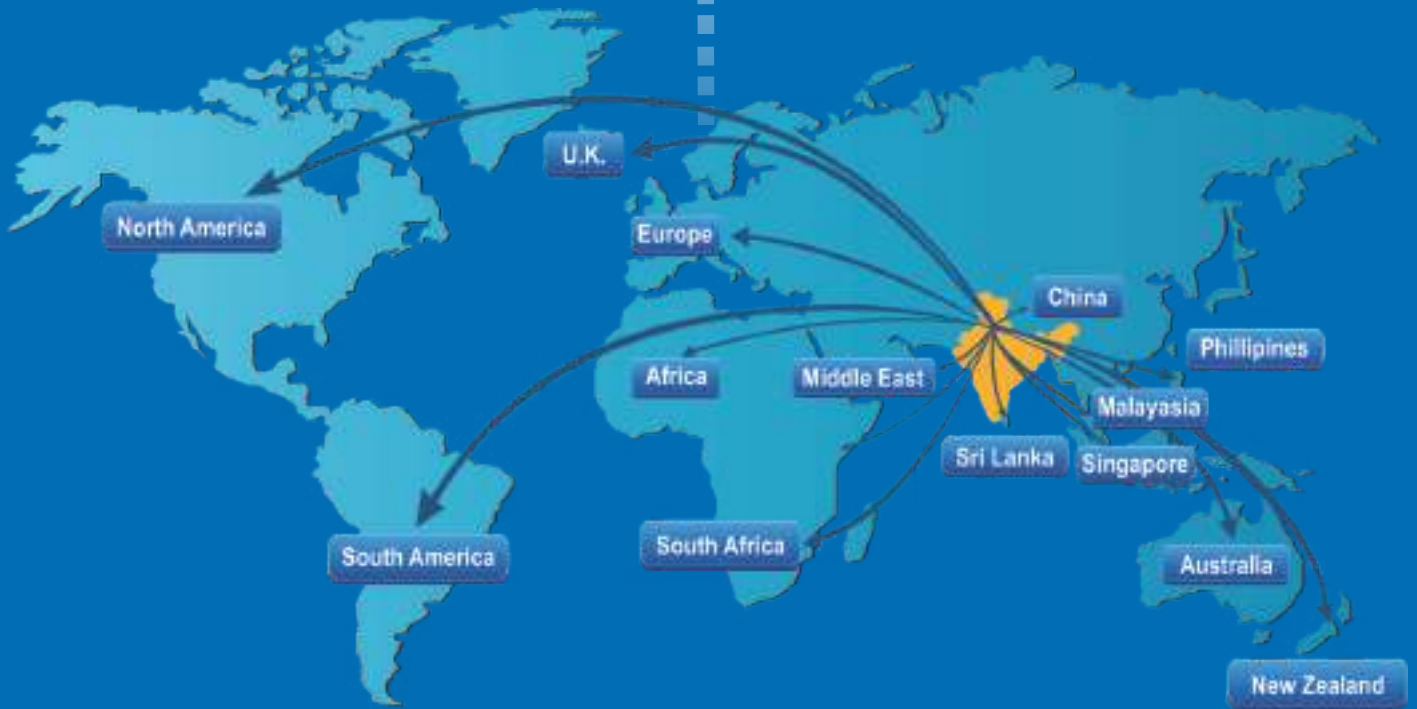 U.K.
North America
Europe
China
Phillipines
Africa
Middle East
Malayasia
Sri Lanka
Singapore
South America
South Africa
Australia
New Zealand